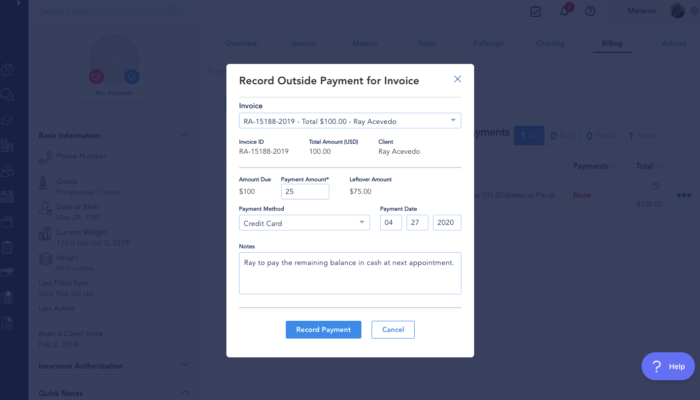 Melanie
Overview
Journal
Metrics
Goals
Fullscript
Charting
Billing
Actions
Record Outside Payment for Invoice
Invoice
RA-15188-2019 - Total $100.00 - Ray Acevedo
Invoice ID Total Amount (USD) Client
RA-15188-2019 100.00 Ray Acevedo
Amount Due Payment Amount* Leftover Amount
$100 25 $75.00
Payment Method Payment Date
Credit Card 04 27 2020
Notes
Ray to pay the remaining balance in cash at next appointment.
Record Payment Cancel
Ray Acevedo
Basic Information
Phone Number
Group
Prospective Clients
Date of Birth
Current Weight
Height
Last Fitbit Sync
Sync Not Set Up
Last Active
Been a Client Since
Feb 2, 2018
Insurance Authorization
Quick Notes
Payments
Total
None
$100.00
Help